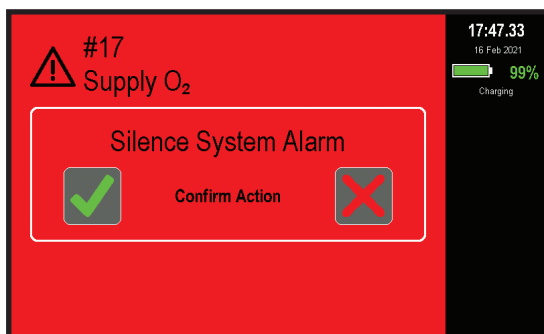 #17
Supply O₂
Silence System Alarm
Confirm Action
17:47.33
16 Feb 2021
99%
Charging